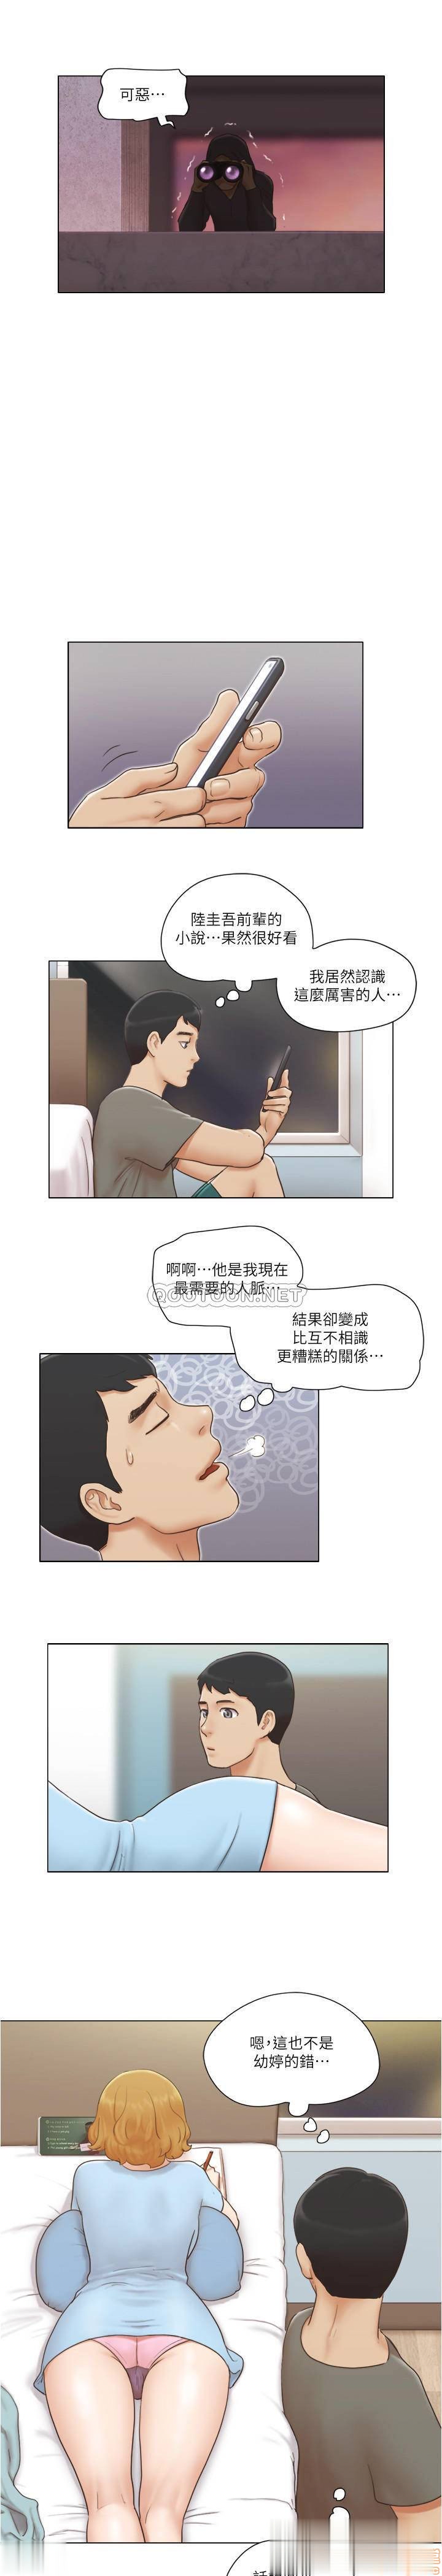 可惡…
陸圭吾前輩的
小說…果然很好看
我居然認識
這麼厲害的人…
啊啊…他是我現在
最需要的人脈…
QOOTOON.NET
結果卻變成
比互不相識
更糟糕的關係…
嗯，這也不是
幼婷的錯…